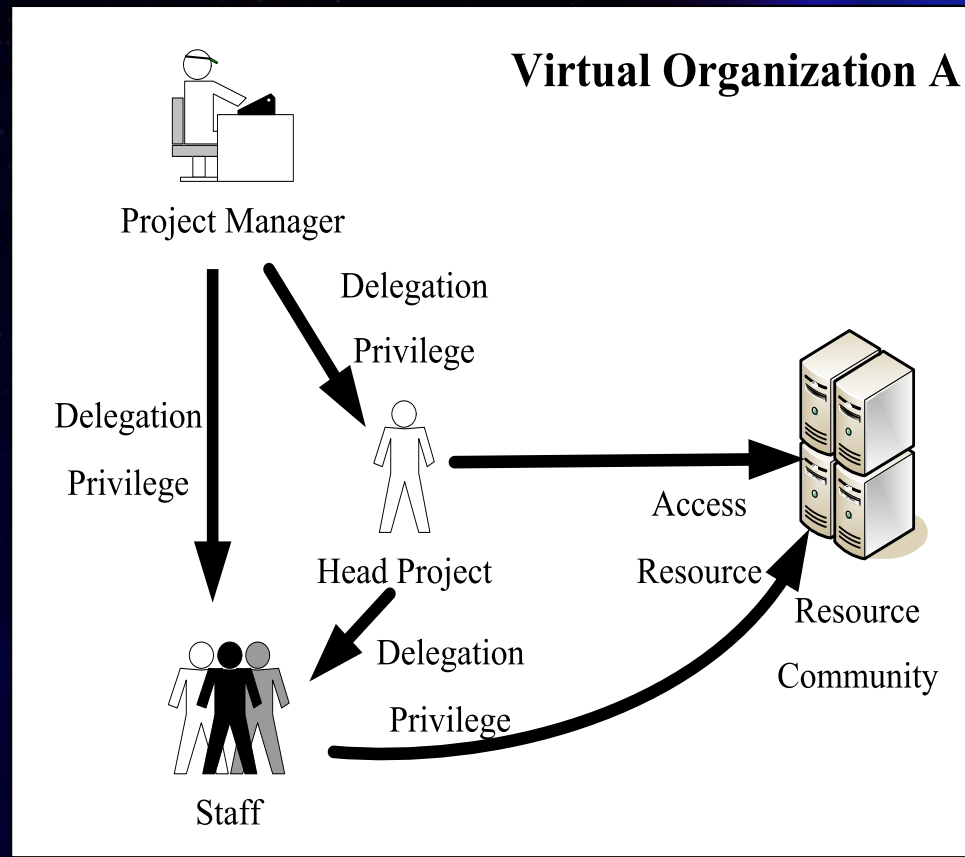 Virtual Organization A
Project Manager
Delegation
Privilege
Delegation
Privilege
Head Project
Access
Resource
Resource
Community
Delegation
Privilege
Staff